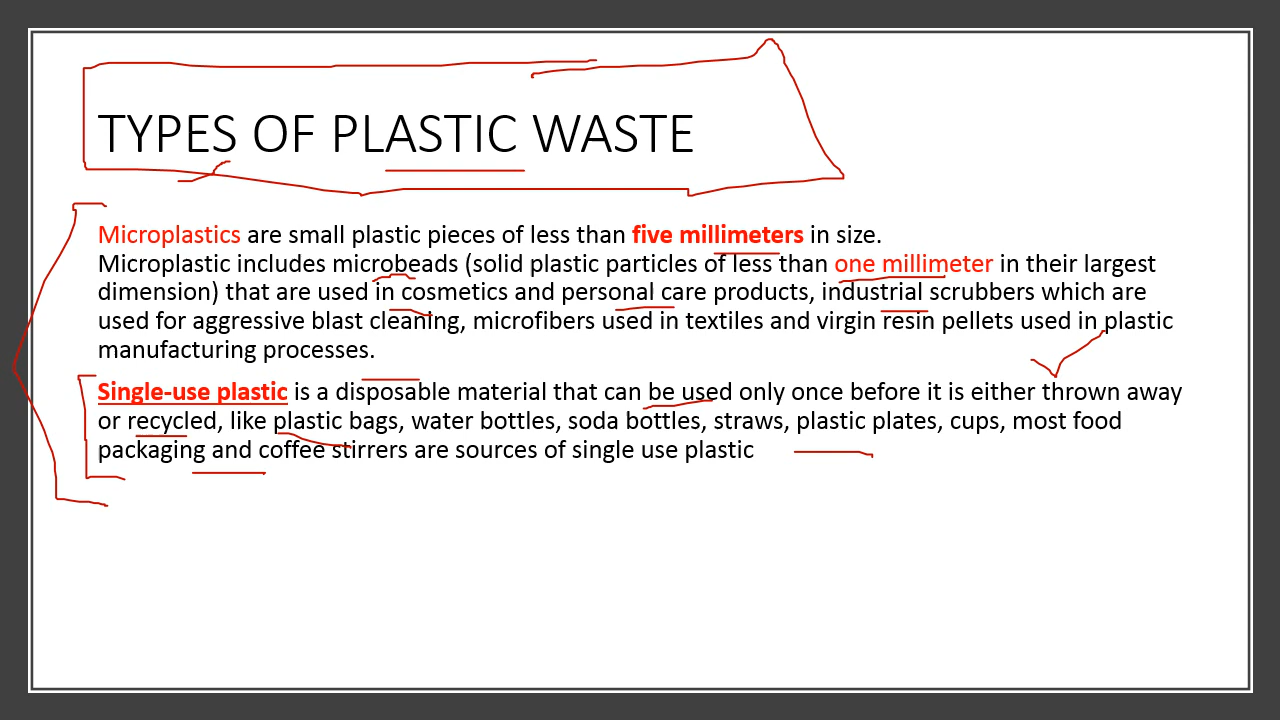 TYPES OF PLASTIC WASTE
Microplastics are small plastic pieces of less than five millimeters in size.
Microplastic includes microbeads (solid plastic particles of less than one millimeter in their largest
dimension) that are used in cosmetics and personal care products, industrial scrubbers which are
used for aggressive blast cleaning, microfibers used in textiles and virgin resin pellets used in plastic
manufacturing processes.
Single-use plastic is a disposable material that can be used only once before it is either thrown away
or recycled, like plastic bags, water bottles, soda bottles, straws, plastic plates, cups, most food
packaging and coffee stirrers are sources of single use plastic